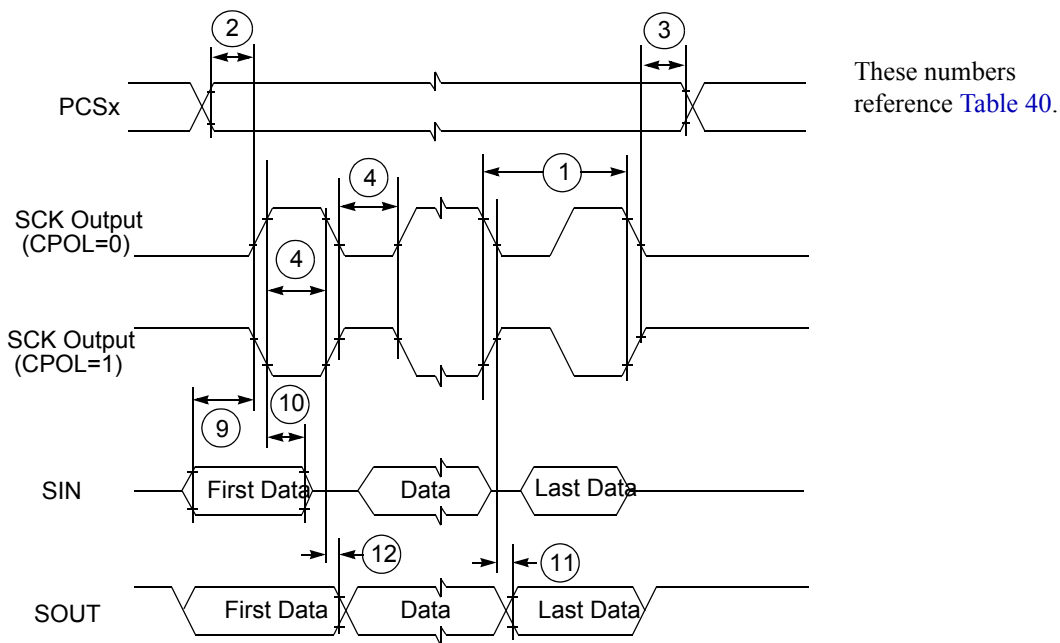 2
3
PCSx
These numbers
reference Table 40.
1
4
SCK Output
(CPOL=0)
4
SCK Output
(CPOL=1)
10
9
SIN
First Data
Data
Last Data
12
11
SOUT
First Data
Data
Last Data